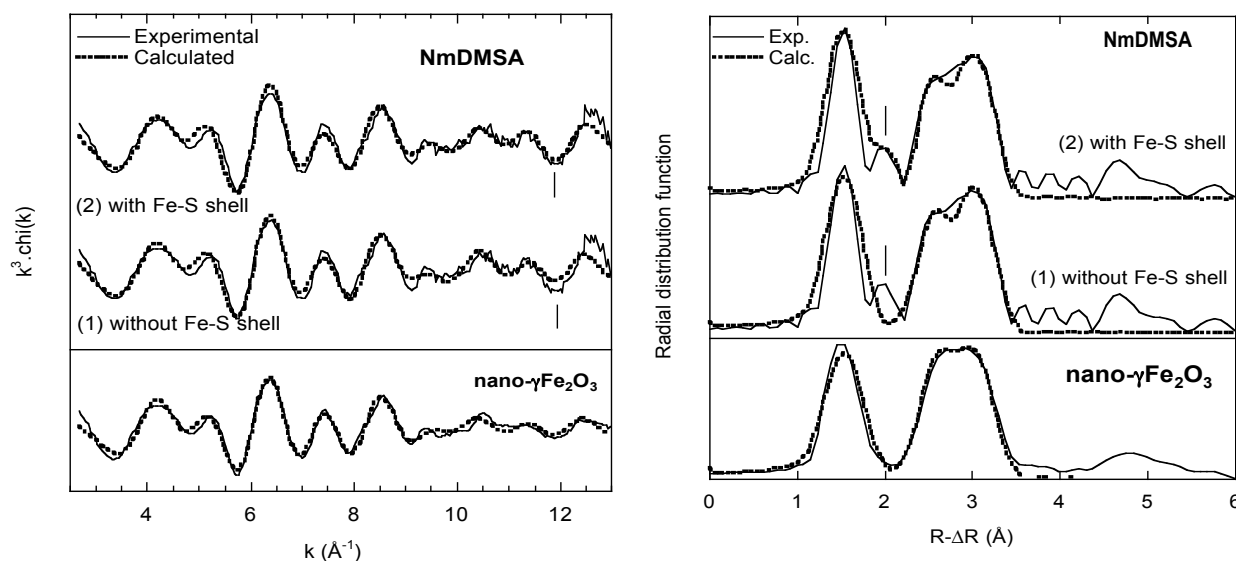 Experimental
Calculated
NmDMSA
(2) with Fe-S shell
(1) without Fe-S shell
nano-γFe₂O₃
k³.chi(k)
4
6
8
10
12
k (Å⁻¹)
Exp.
Calc.
NmDMSA
(2) with Fe-S shell
(1) without Fe-S shell
nano-γFe₂O₃
Radial distribution function
0
1
2
3
4
5
6
R-ΔR (Å)